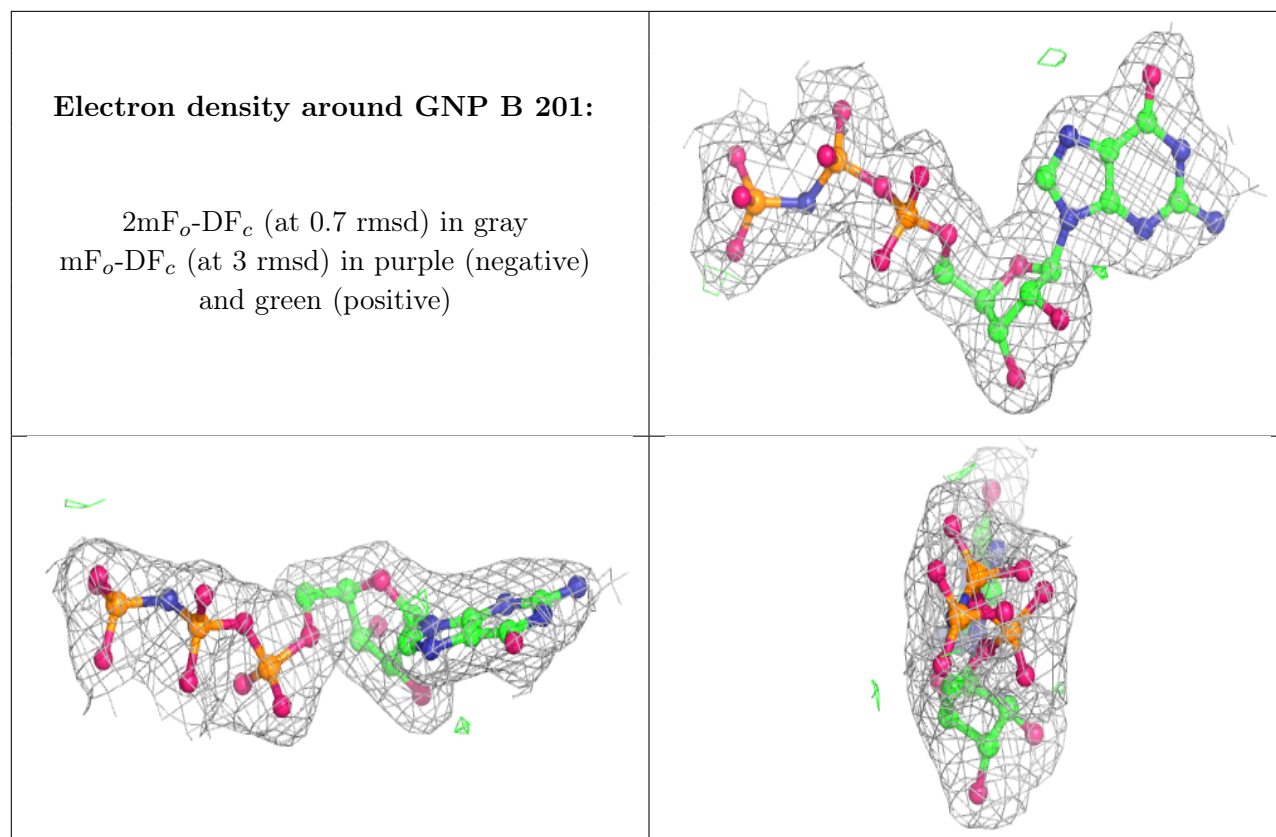 Electron density around GNP B 201:
2mFo-DFc (at 0.7 rmsd) in gray
mFo-DFc (at 3 rmsd) in purple (negative)
and green (positive)